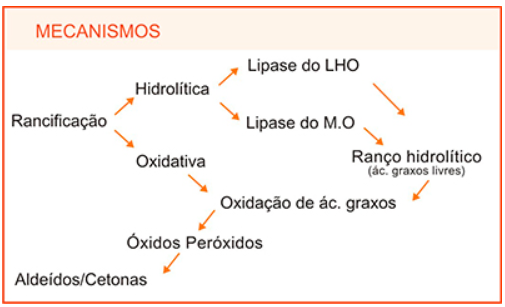 MECANISMOS
Lipase do LHO
Hidrolítica
Rancificação
Lipase do M.O
Oxidativa
Ranço hidrolítico
(ác. graxos livres)
Oxidação de ác. graxos
Óxidos Peróxidos
Aldeídos/Cetonas